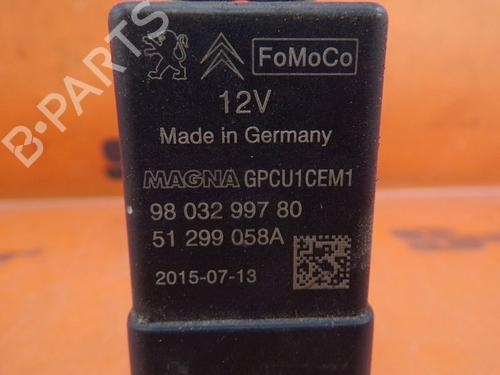 FoMoCo
12V
Made in Germany
MAGNA GPCU1CEM1
98 032 997 80
51 299 058A
2015-07-13
B-PARTS